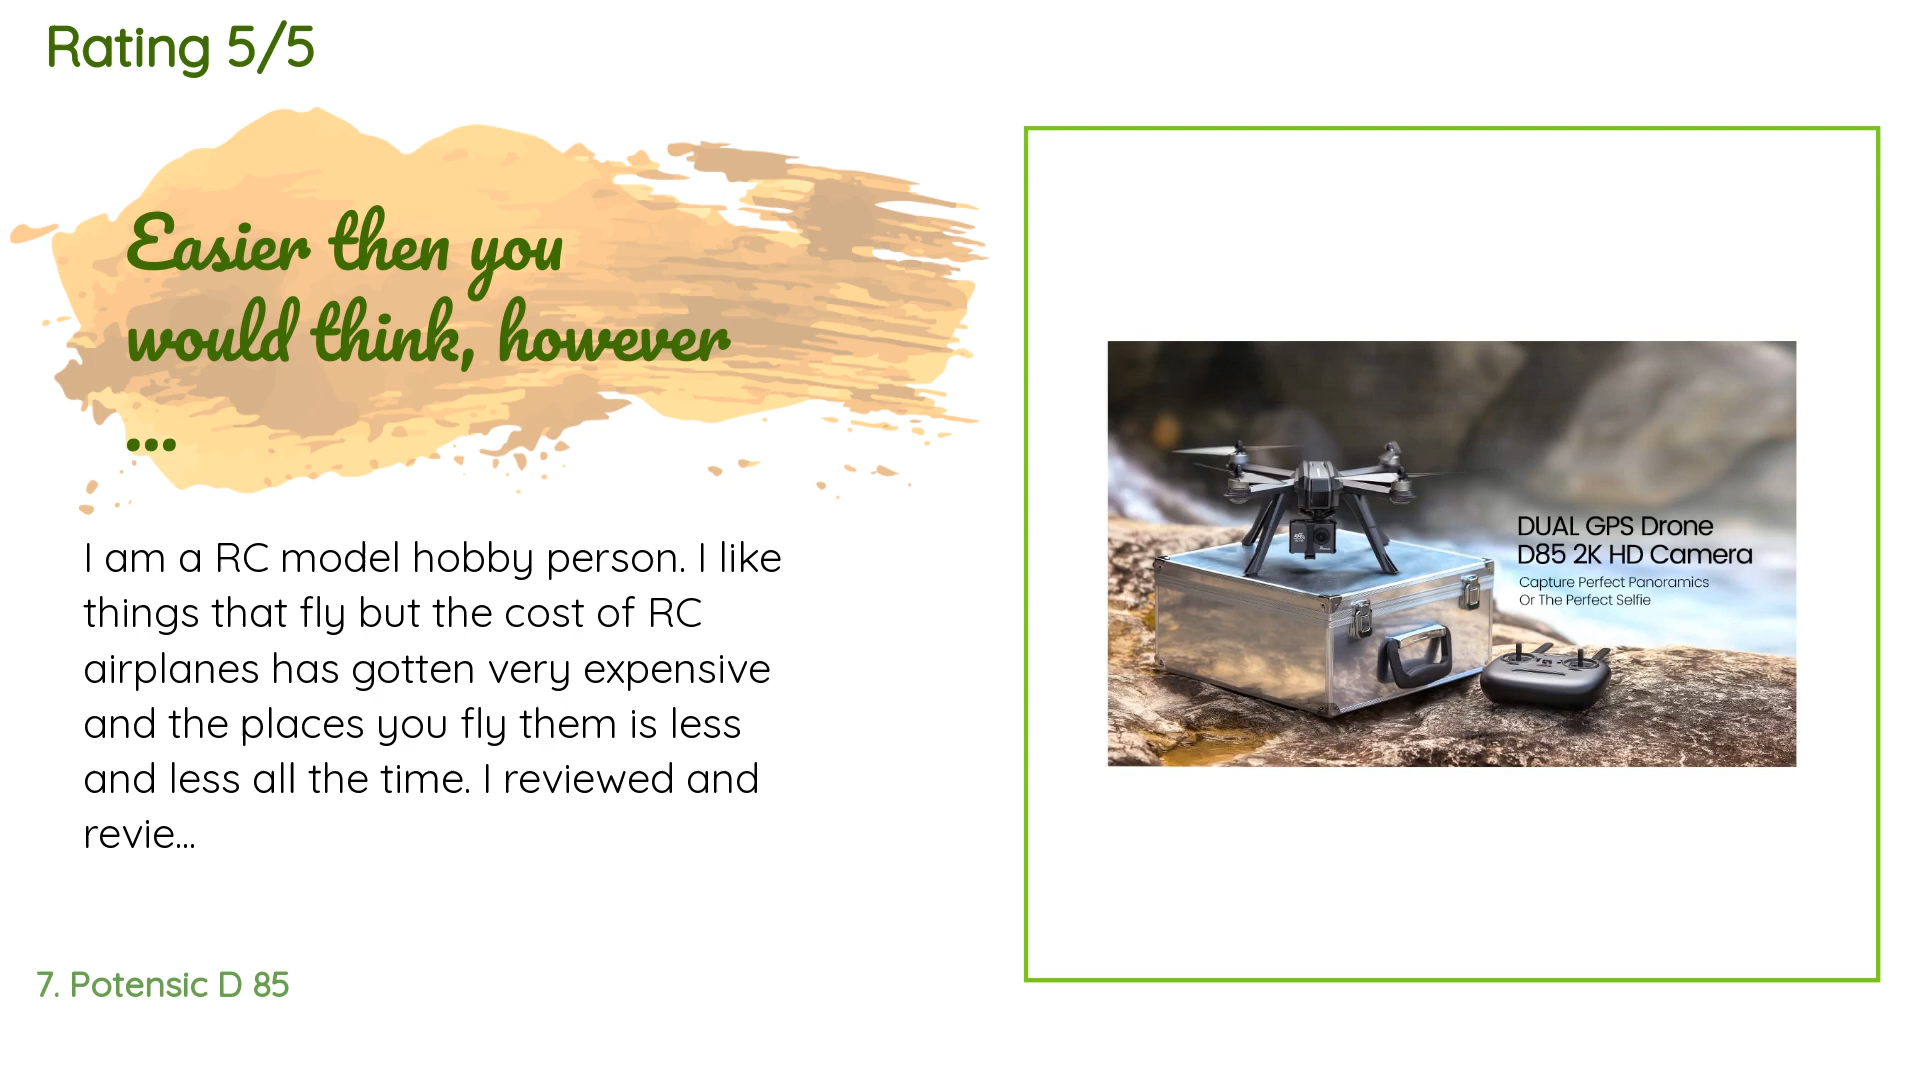 Rating 5/5
Easier then you
would think, however
...
I am a RC model hobby person. I like
things that fly but the cost of RC
airplanes has gotten very expensive
and the places you fly them is less
and less all the time. I reviewed and
revie...
7. Potensic D 85
DUAL GPS Drone
D85 2K HD Camera
Capture Perfect Panoramics
Or The Perfect Selfie